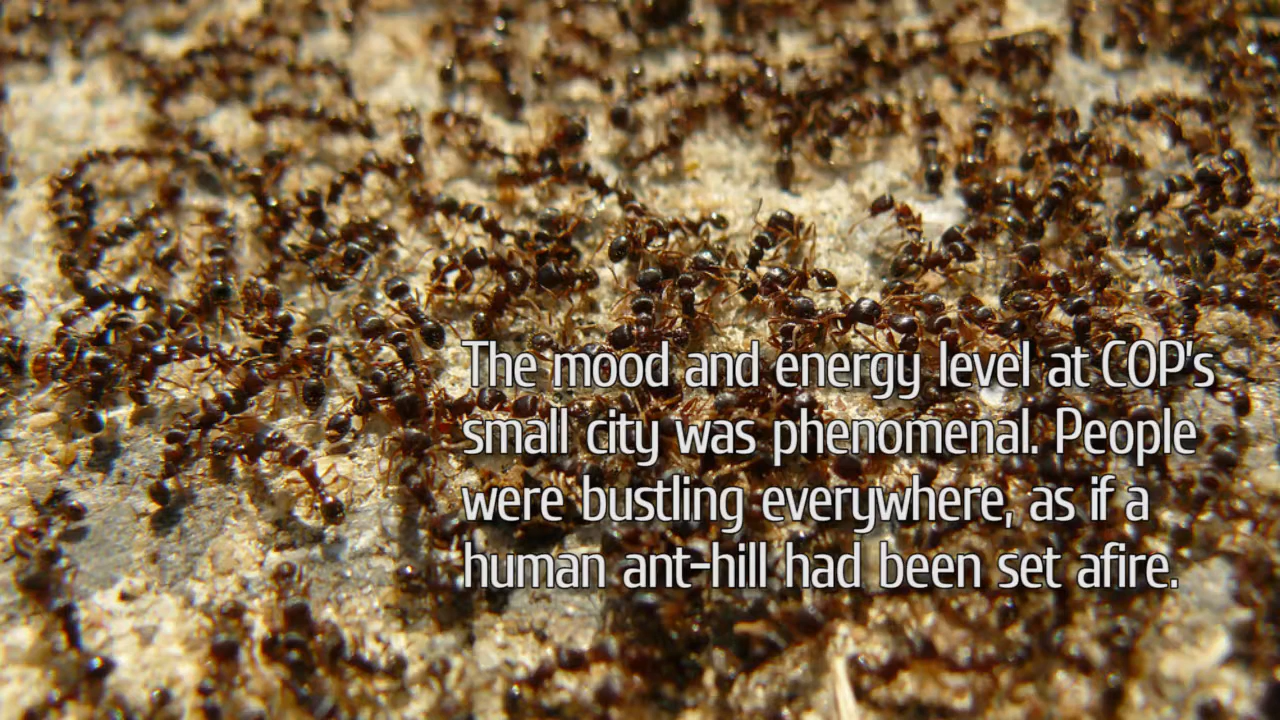 The mood and energy level at COP's
small city was phenomenal. People
were bustling everywhere, as if a
human ant-hill had been set afire.